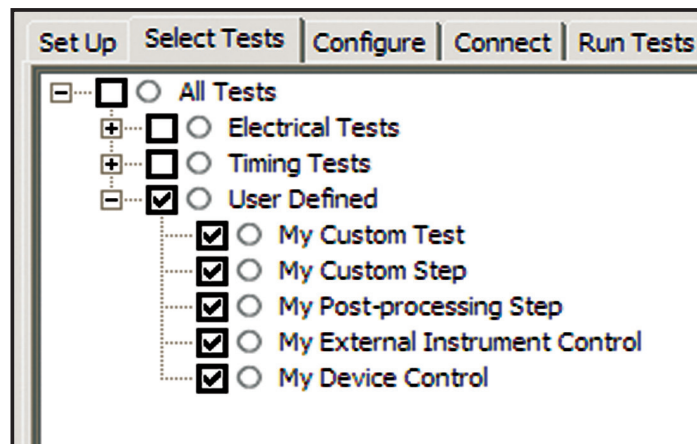 Set Up Select Tests Configure Connect Run Tests
All Tests
Electrical Tests
Timing Tests
User Defined
My Custom Test
My Custom Step
My Post-processing Step
My External Instrument Control
My Device Control